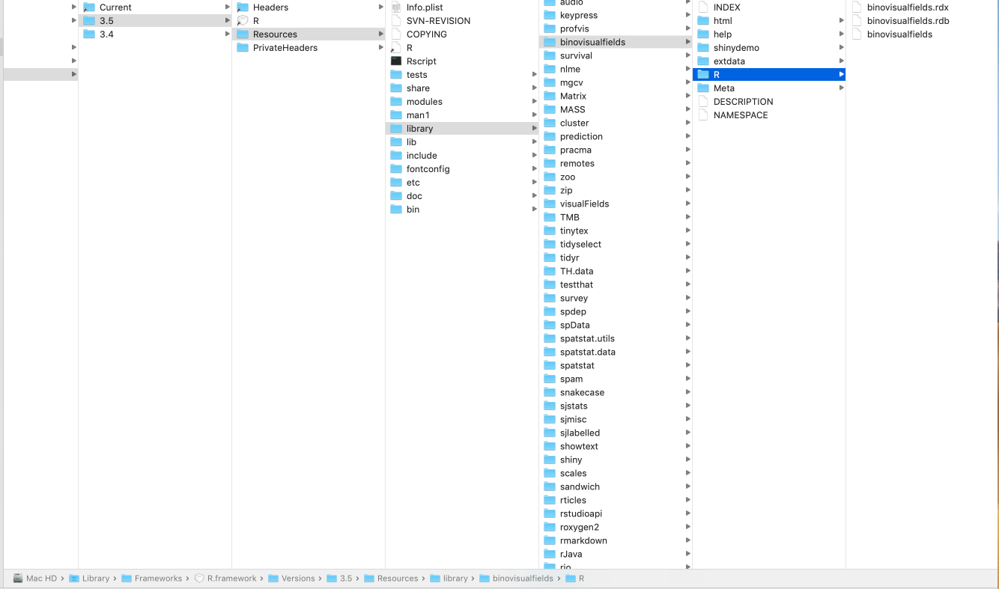 Current
3.5
3.4
Headers
R
Resources
PrivateHeaders
Info.plist
SVN-REVISION
COPYING
R
Rscript
tests
share
modules
man1
library
lib
include
fontconfig
etc
doc
bin
audio
keypress
profvis
binovisualfields
survival
nlme
mgcv
Matrix
MASS
cluster
prediction
pracma
remotes
zoo
zip
visualFields
TMB
tinytex
tidyselect
tidyr
TH.data
testthat
survey
spdep
spData
spatstat.utils
spatstat.data
spatstat
spam
snakecase
sjstats
sjmisc
sjlabelled
showtext
shiny
scales
sandwich
rticles
rstudioapi
roxygen2
rmarkdown
rJava
rio
INDEX
html
help
shinydemo
extdata
R
Meta
DESCRIPTION
NAMESPACE
binovisualfields.rdx
binovisualfields.rdb
binovisualfields
Mac HD › Library › Frameworks › R.framework › Versions › 3.5 › Resources › library › binovisualfields › R